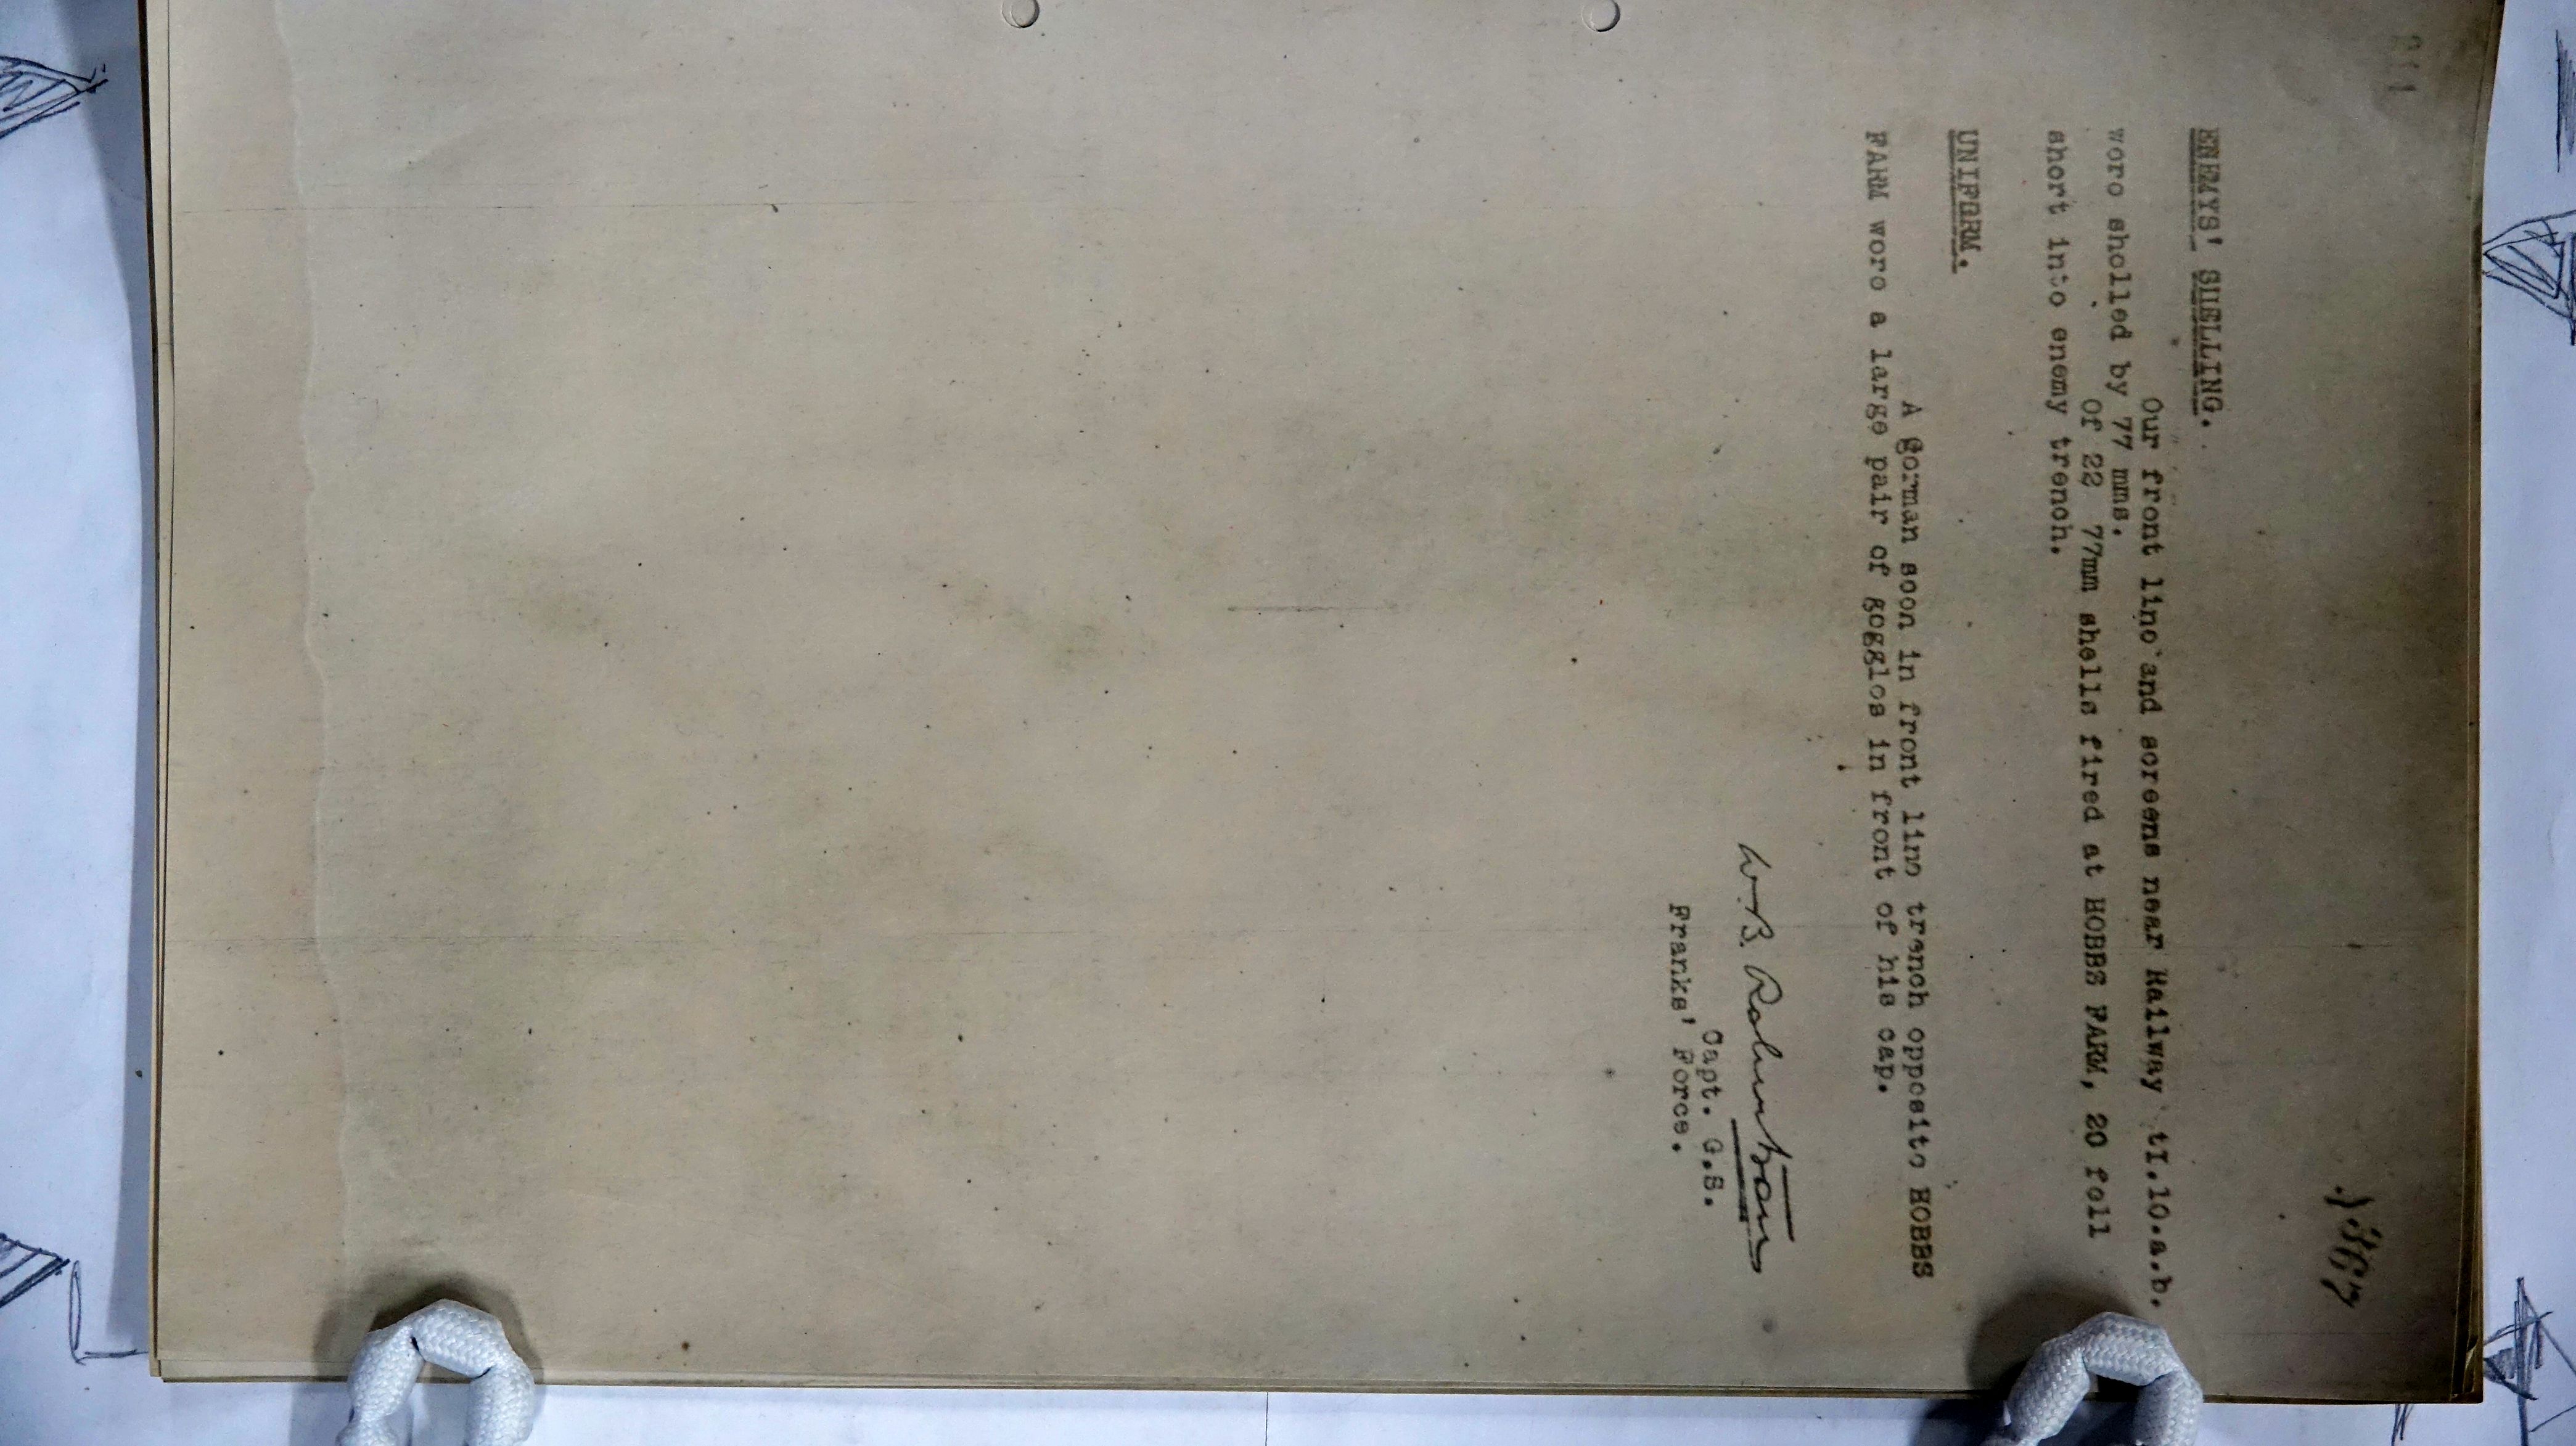 ENEMYS' SHELLING.
Our front line and screens near Railway tI.10.a.b.
were shelled by 77 mms.
Of 22 77mm shells fired at HOBBS FARM, 20 fell
short into enemy trench.
UNIFORM.
A German seen in front line trench opposite HOBBS
FARM wore a large pair of goggles in front of his cap.
W.B. Robertson
Capt. G.S.
Franks' Force.